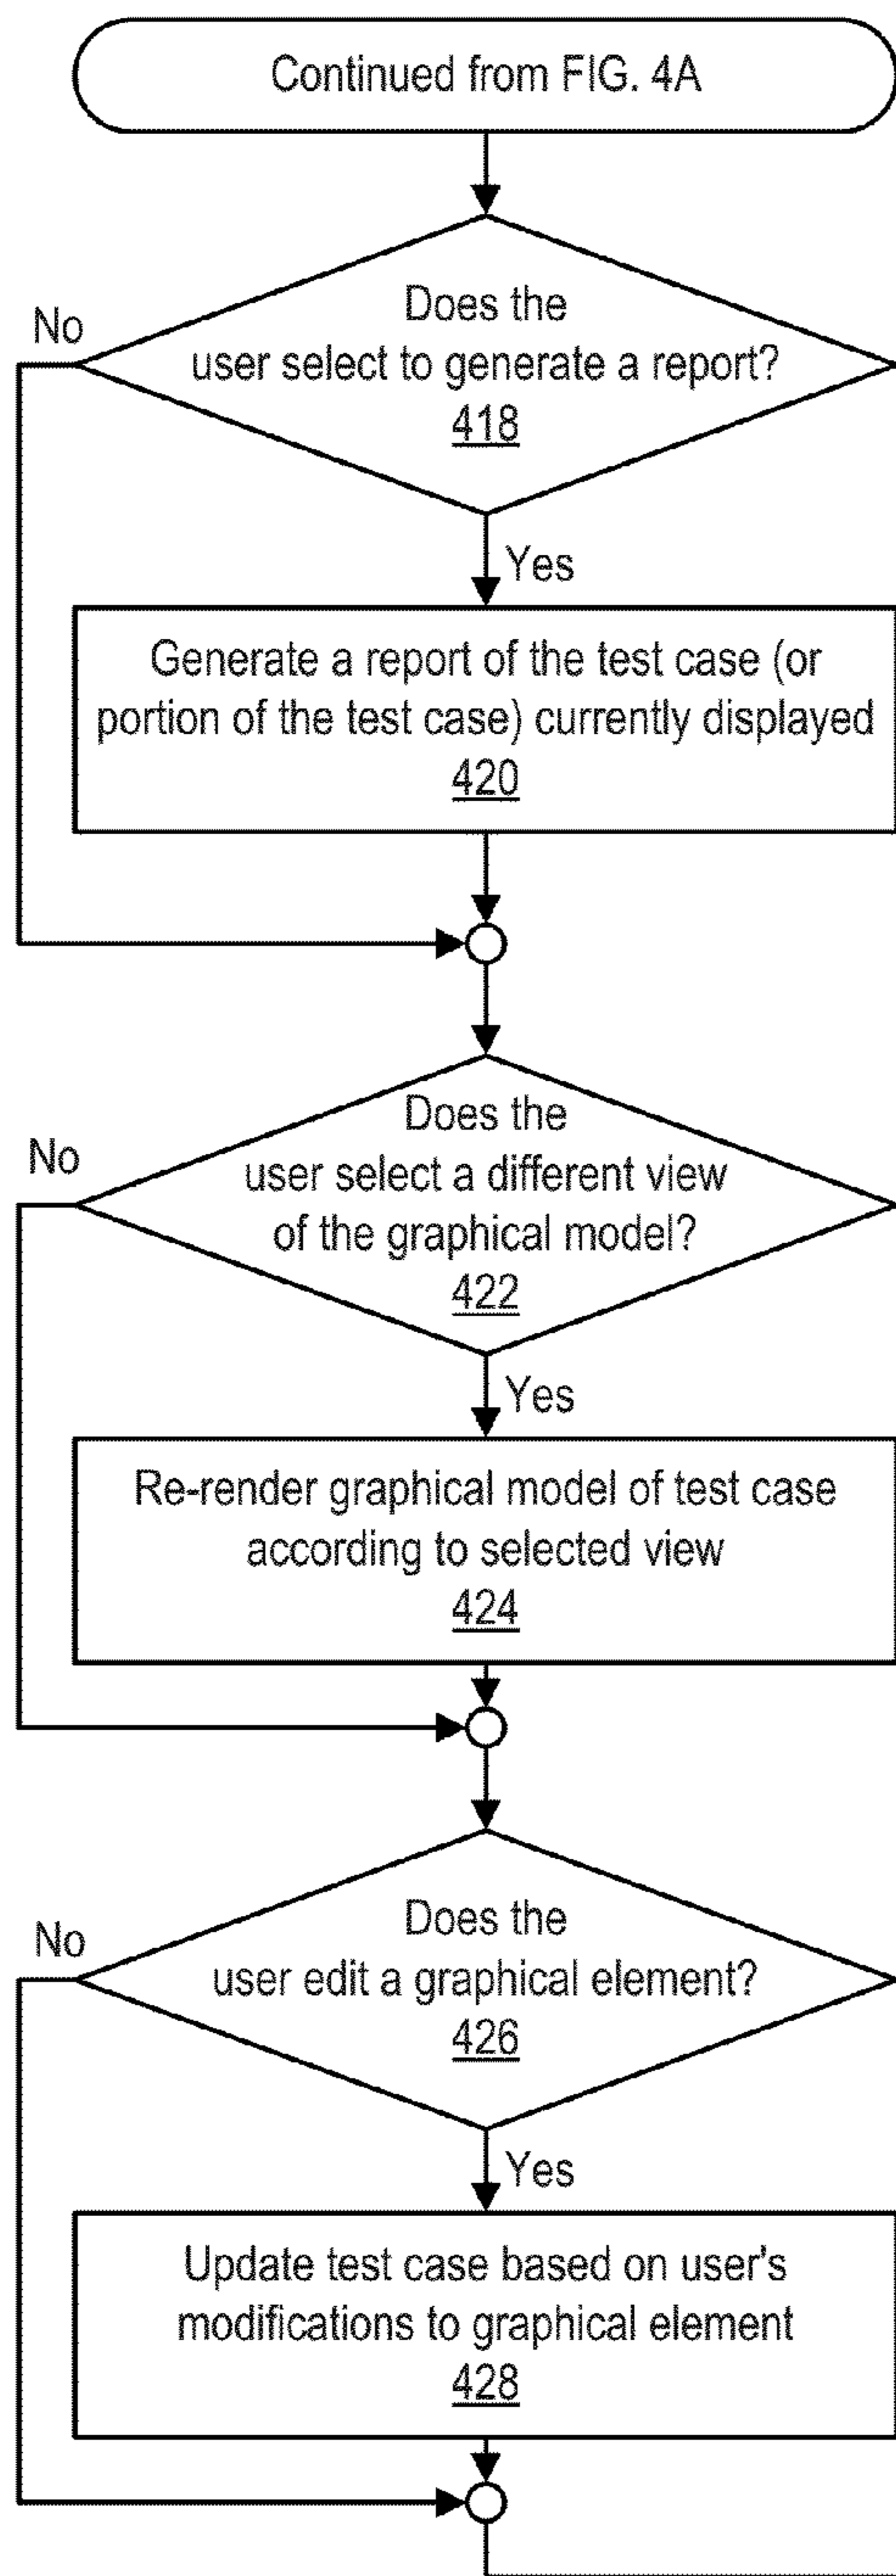 Continued from FIG. 4A
Does the
No
user select to generate a report?
418
Yes
Generate a report of the test case (or
portion of the test case) currently displayed
420
Does the
No
user select a different view
of the graphical model?
422
Yes
Re-render graphical model of test case
according to selected view
424
Does the
No
user edit a graphical element?
426
Yes
Update test case based on user's
modifications to graphical element
428